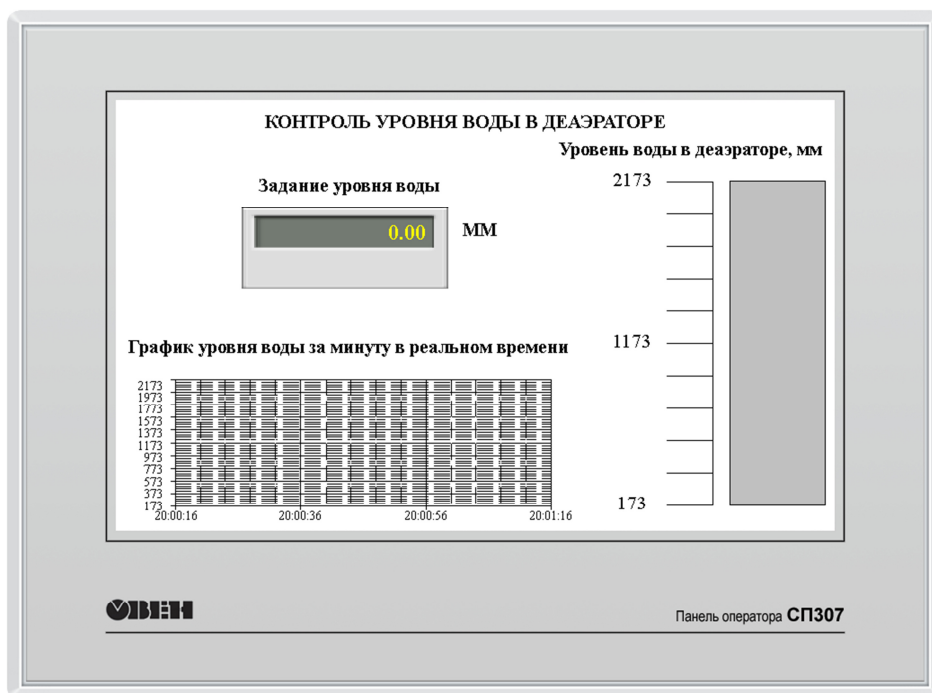 КОНТРОЛЬ УРОВНЯ ВОДЫ В ДЕАЭРАТОРЕ
Уровень воды в деаэраторе, мм
Задание уровня воды
0.00 ММ
2173
1173
173
График уровня воды за минуту в реальном времени
2173
1973
1773
1573
1373
1173
973
773
573
373
173
20:00:16 20:00:36 20:00:56 20:01:16
ОВЕН
Панель оператора СП307